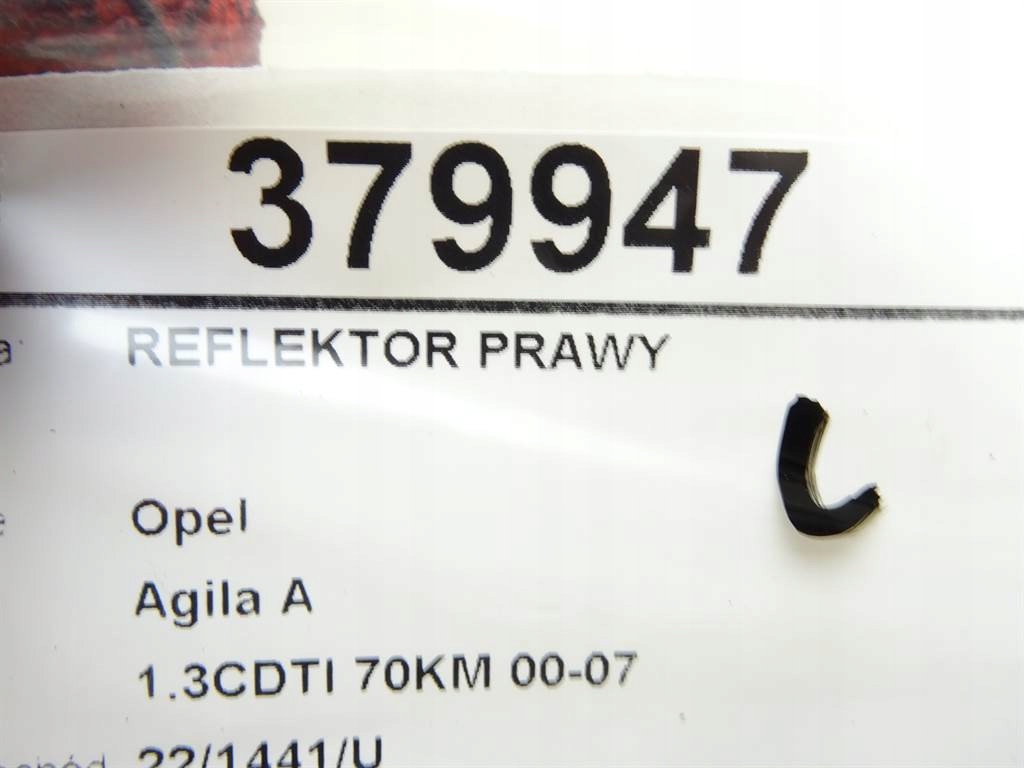 379947
REFLEKTOR PRAWY
Opel
Agila A
1.3CDTI 70KM 00-07
22/1441/U